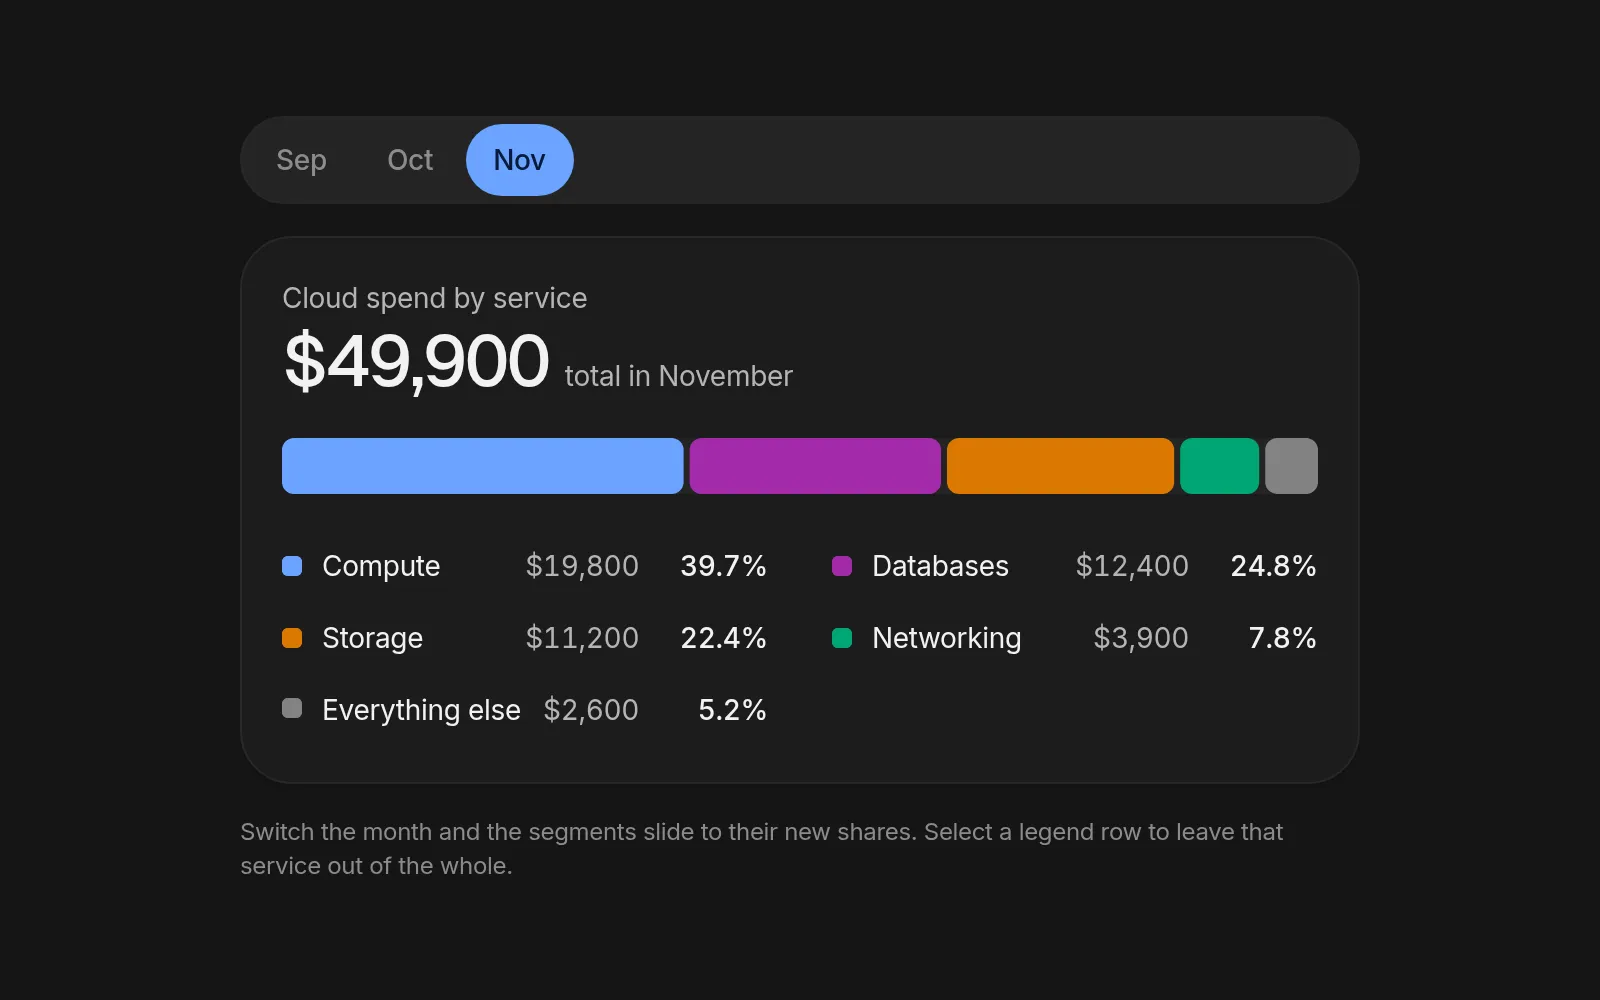 Sep Oct Nov
Cloud spend by service
$49,900 total in November
Compute $19,800 39.7% Databases $12,400 24.8%
Storage $11,200 22.4% Networking $3,900 7.8%
Everything else $2,600 5.2%
Switch the month and the segments slide to their new shares. Select a legend row to leave that
service out of the whole.